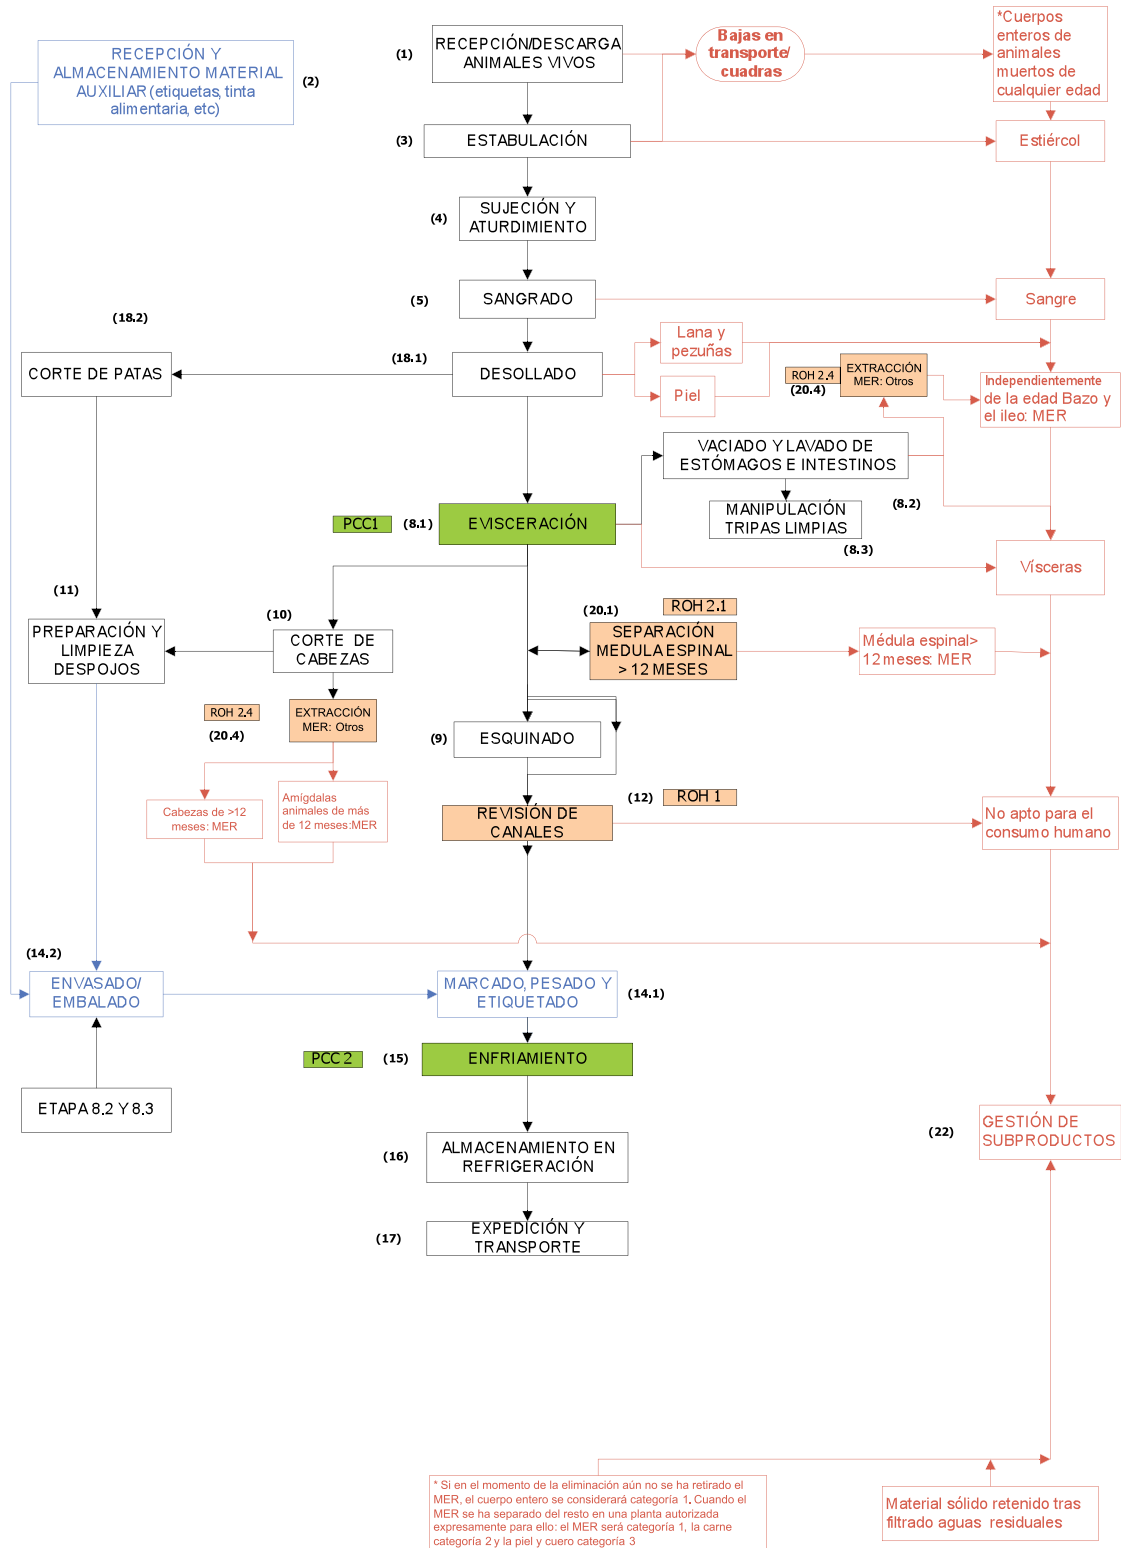 RECEPCIÓN Y
ALMACENAMIENTO MATERIAL
AUXILIAR (etiquetas, tinta
alimentaria, etc)
(2)
(1)
RECEPCIÓN/DESCARGA
ANIMALES VIVOS
Bajas en
transporte/
cuadras
*Cuerpos
enteros de
animales
muertos de
cualquier edad
(3)
ESTABULACIÓN
Estiércol
(4)
SUJECIÓN Y
ATURDIMIENTO
(5)
SANGRADO
Sangre
(18.2)
CORTE DE PATAS
(18.1)
DESOLLADO
Lana y
pezuñas
Piel
ROH 2.4
(20.4)
EXTRACCIÓN
MER: Otros
Independientemente
de la edad Bazo y
el ileo: MER
VACIADO Y LAVADO DE
ESTÓMAGOS E INTESTINOS
(8.2)
MANIPULACIÓN
TRIPAS LIMPIAS
(8.3)
PCC1
(8.1)
EVISCERACIÓN
Vísceras
(11)
PREPARACIÓN Y
LIMPIEZA
DESPOJOS
(10)
CORTE DE
CABEZAS
(20.1)
ROH 2.1
SEPARACIÓN
MEDULA ESPINAL
> 12 MESES
Médula espinal>
12 meses: MER
ROH 2.4
(20.4)
EXTRACCIÓN
MER: Otros
(9)
ESQUINADO
Cabezas de >12
meses: MER
Amígdalas
animales de más
de 12 meses:MER
(12)
ROH 1
REVISIÓN DE
CANALES
No apto para el
consumo humano
(14.2)
ENVASADO/
EMBALADO
MARCADO, PESADO Y
ETIQUETADO
(14.1)
PCC 2
(15)
ENFRIAMIENTO
ETAPA 8.2 Y 8.3
(22)
GESTIÓN DE
SUBPRODUCTOS
(16)
ALMACENAMIENTO EN
REFRIGERACIÓN
(17)
EXPEDICIÓN Y
TRANSPORTE
* Si en el momento de la eliminación aún no se ha retirado el
MER, el cuerpo entero se considerará categoría 1. Cuando el
MER se ha separado del resto en una planta autorizada
expresamente para ello: el MER será categoría 1, la carne
categoría 2 y la piel y cuero categoría 3
Material sólido retenido tras
filtrado aguas residuales